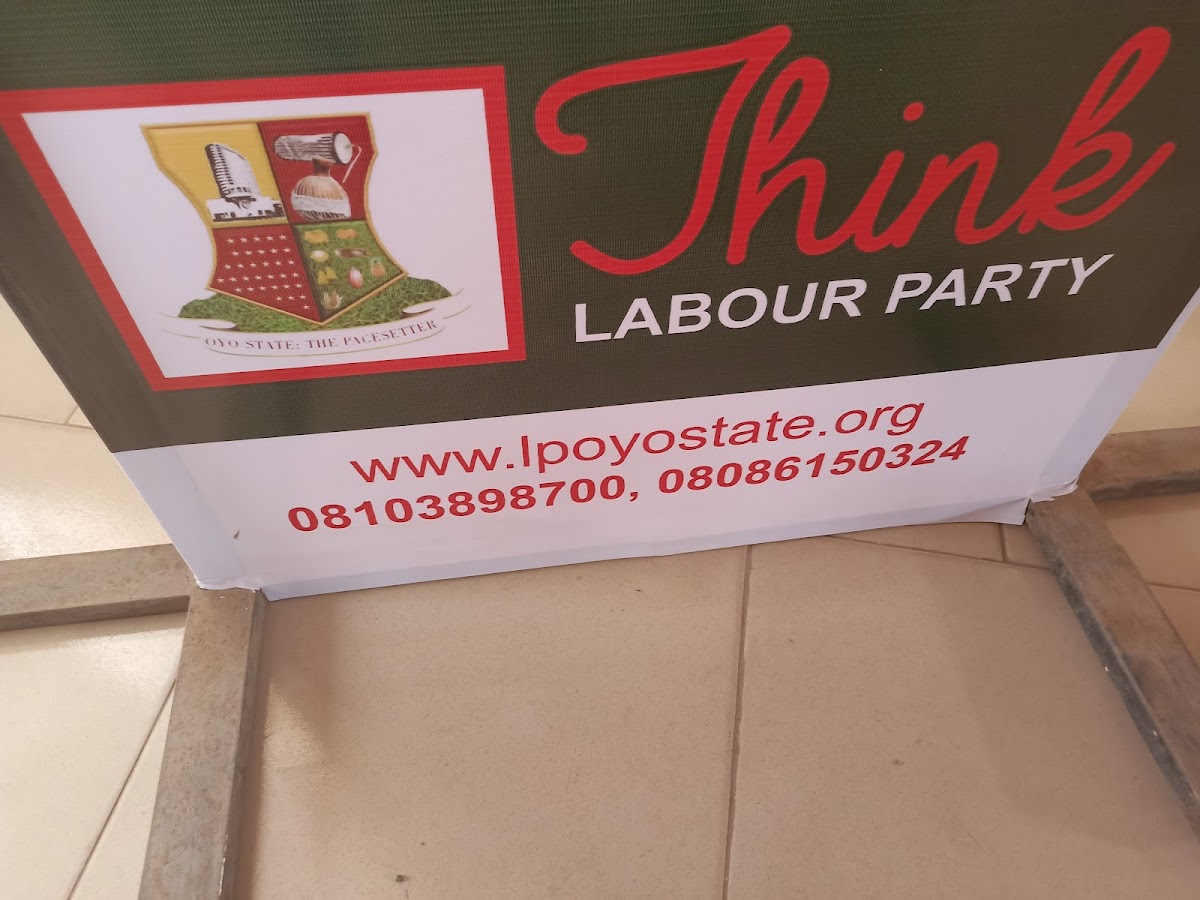 Think
LABOUR PARTY
OYO STATE: THE PACESETTER
www.lpoyostate.org
08103898700, 08086150324